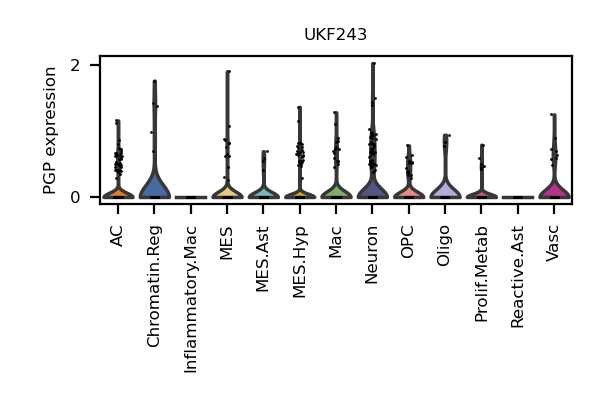 UKF243
PGP expression
2
0
AC
Chromatin.Reg
Inflammatory.Mac
MES
MES.Ast
MES.Hyp
Mac
Neuron
OPC
Oligo
Prolif.Metab
Reactive.Ast
Vasc